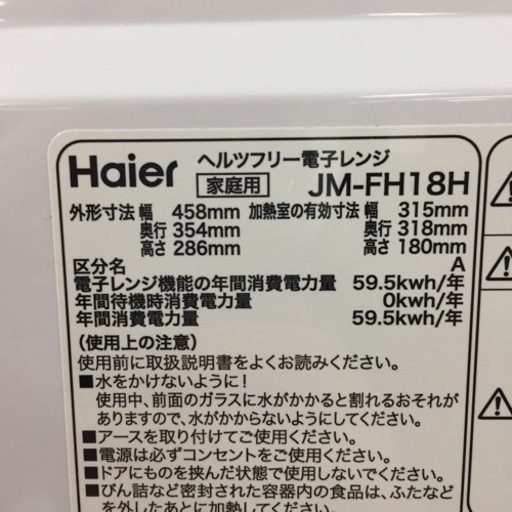 Haier ヘルツフリー電子レンジ
家庭用 JM-FH18H
外形寸法 幅 458mm 加熱室の有効寸法 幅 315mm
奥行 354mm 奥行 318mm
高さ 286mm 高さ 180mm
区分名 A
電子レンジ機能の年間消費電力量 59.5kwh/年
年間待機時消費電力量 0kwh/年
年間消費電力量 59.5kwh/年
（使用上の注意）
使用前に取扱説明書をよくお読みください。
■水をかけないように！
使用中、前面のガラスに水がかかると割れるおそれが
ありますので、水がかからないようにしてください。
■アースを取り付けてご使用ください。
■電源は必ずコンセントをご使用ください。
■ドアにものを挟んだ状態で使用しないでください。
■びん詰など密封された容器内の食品は、ふたなど
を外したあとに加熱してください。